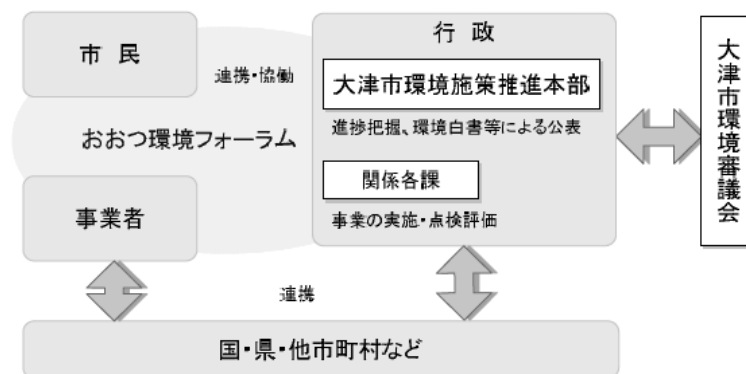 市 民
連携・協働
おおつ環境フォーラム
事業者
行 政
大津市環境施策推進本部
進捗把握、環境白書等による公表
関係各課
事業の実施・点検評価
大津市環境審議会
連携
国・県・他市町村など